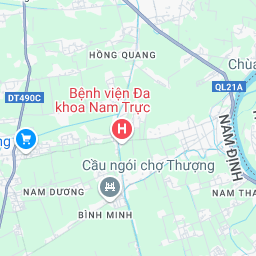 HỒNG QUANG
Chùa
QL21A
Bệnh viện Đa
khoa Nam Trực
ĐT490C
H
NAM ĐỊNH
Cầu ngói chợ Thượng
NAM DƯƠNG
NAM THA
BÌNH MINH